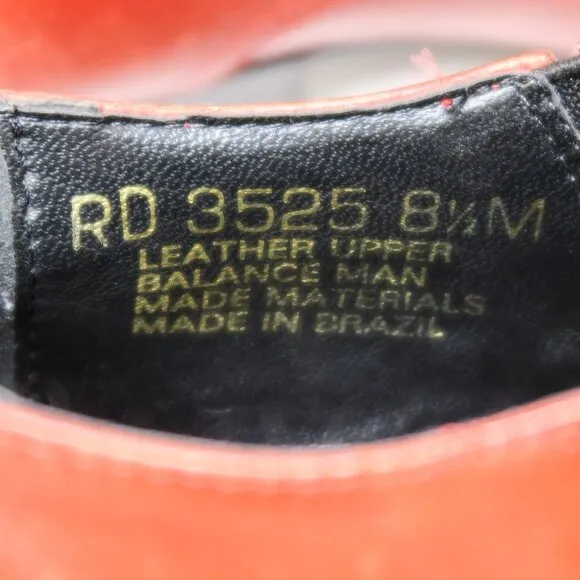 RD 3525 8½M
LEATHER UPPER
BALANCE MAN
MADE MATERIALS
MADE IN BRAZIL